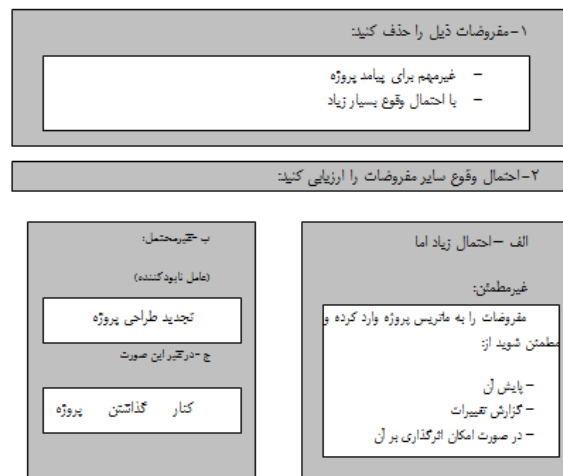 ۱-مفروضات ذیل را حذف کنید:
– غیرمهم برای پیامد پروژه
– با احتمال وقوع بسیار زیاد
۲-احتمال وقوع سایر مفروضات را ارزیابی کنید:
الف –احتمال زیاد اما
غیرمطمئن:
مفروضات را به ماتریس پروژه وارد کرده و
مطمئن شوید از:
– پایش آن
– گزارش تغییرات
– در صورت امکان اثرگذاری بر آن
ب -غیرمحتمل:
(عامل نابودکننده)
تجدید طراحی پروژه
ج -درغیر این صورت
کنار گذاشتن پروژه